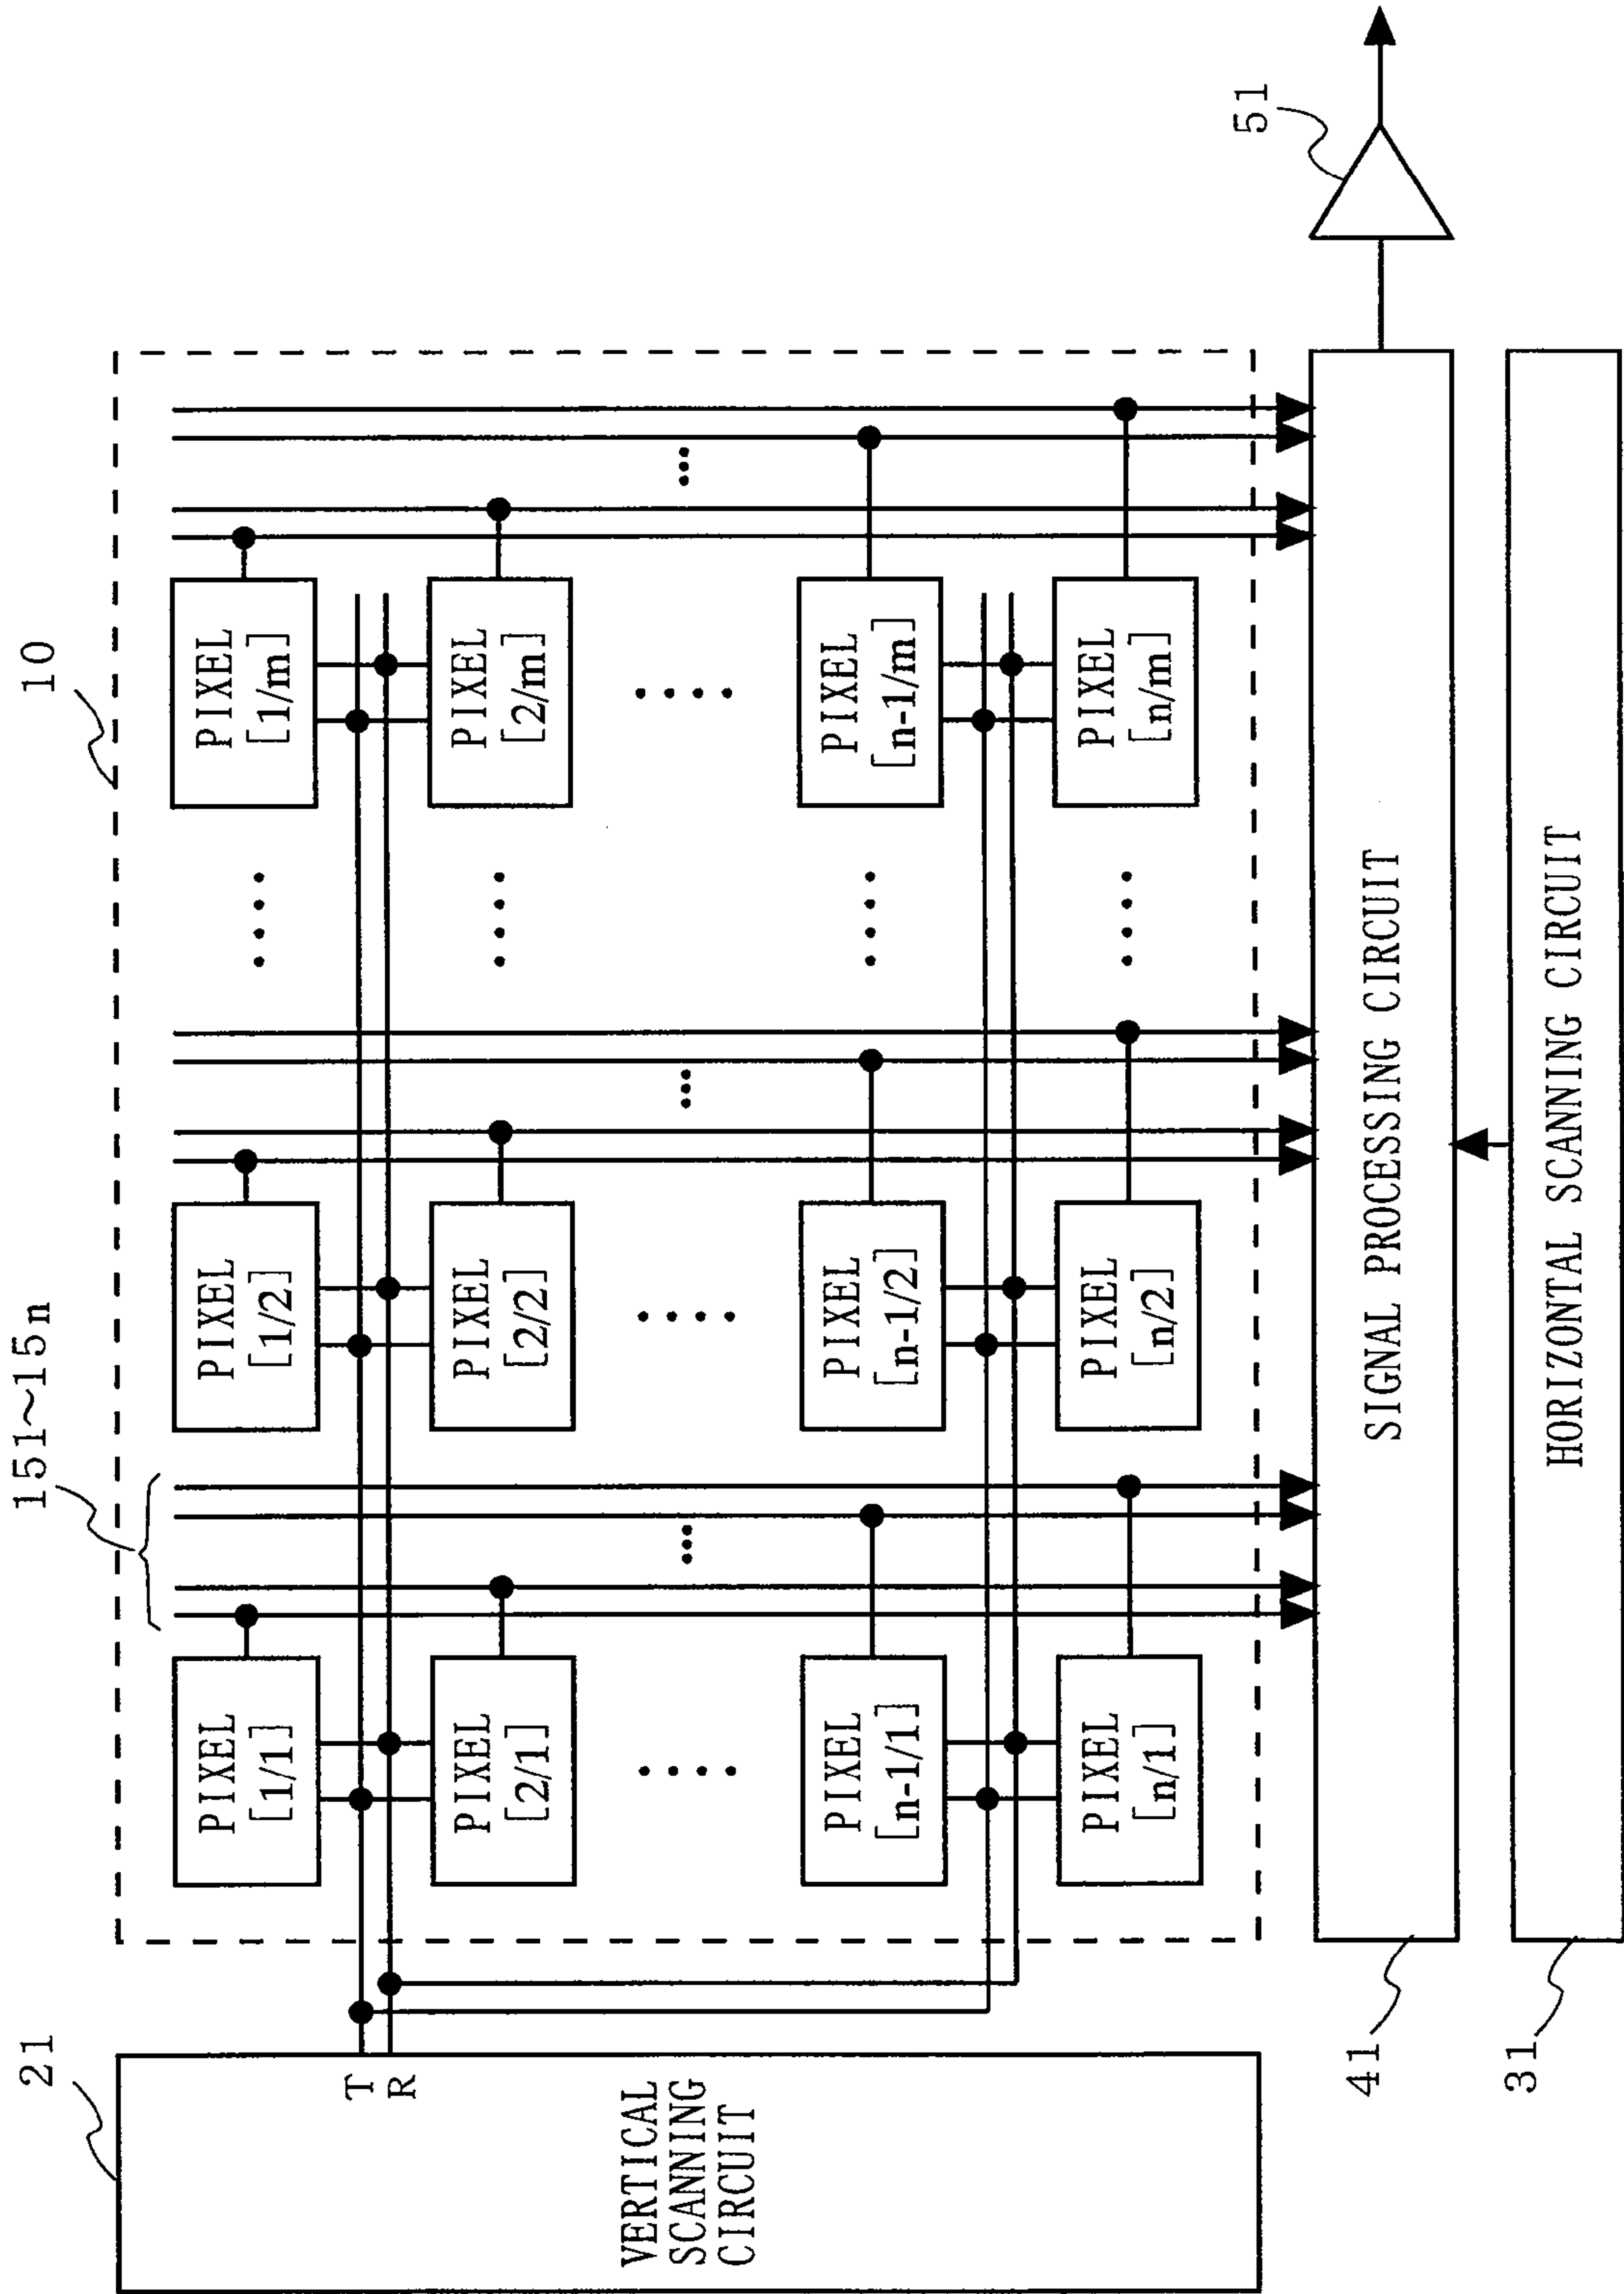 10
151~15n
21
T
R
VERTICAL
SCANNING
CIRCUIT
PIXEL
[1/1]
PIXEL
[1/2]
PIXEL
[1/m]
PIXEL
[2/1]
PIXEL
[2/2]
PIXEL
[2/m]
PIXEL
[n-1/1]
PIXEL
[n-1/2]
PIXEL
[n-1/m]
PIXEL
[n/1]
PIXEL
[n/2]
PIXEL
[n/m]
51
SIGNAL PROCESSING CIRCUIT
41
HORIZONTAL SCANNING CIRCUIT
31